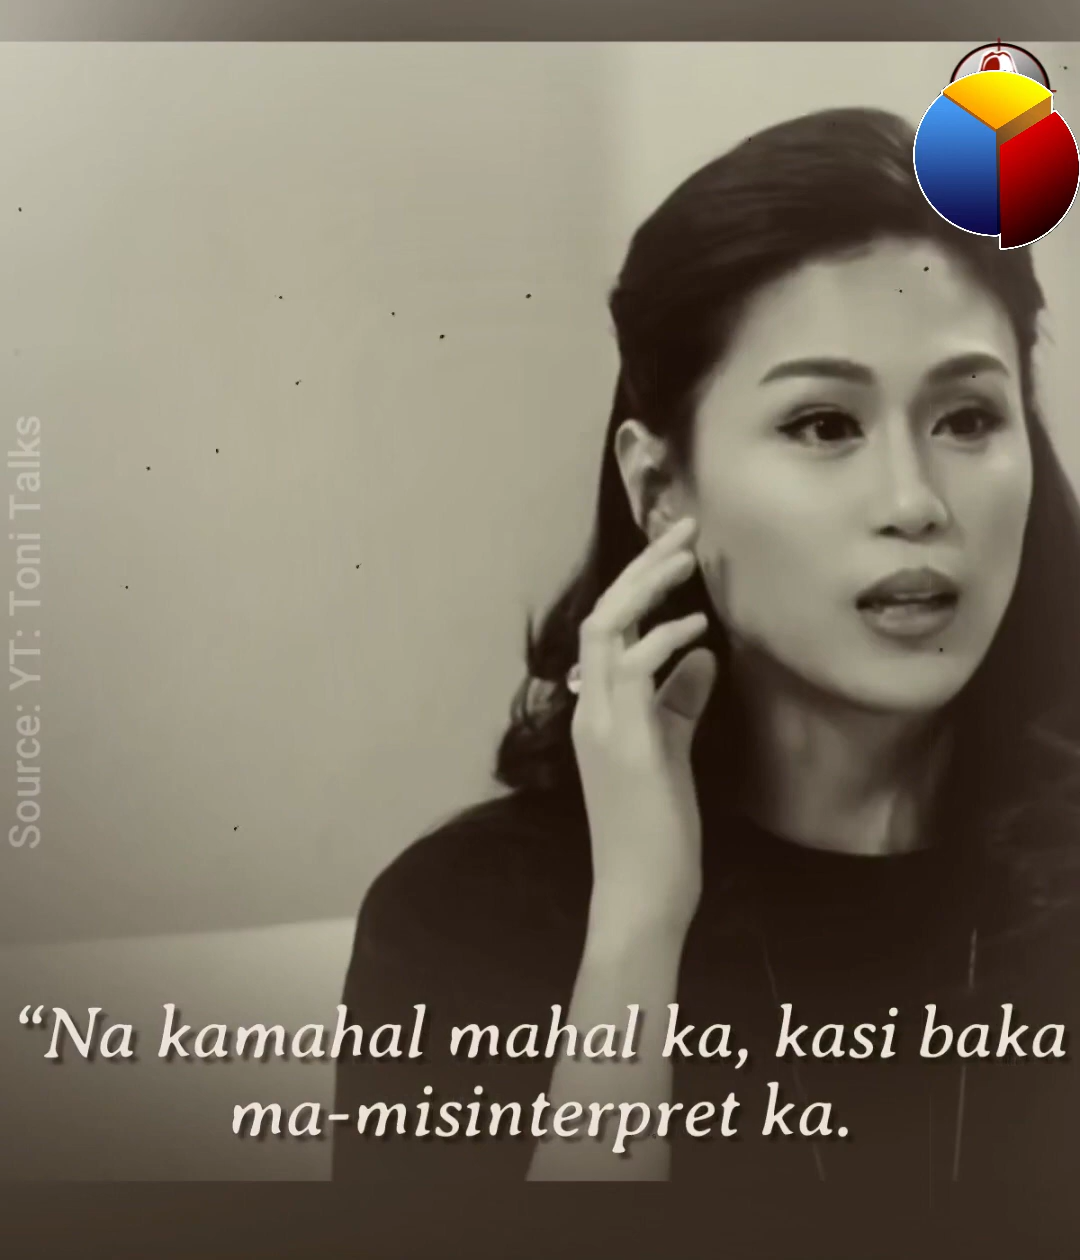 Source: YT: Toni Talks
“Na kamahal mahal ka, kasi baka
ma-misinterpret ka.